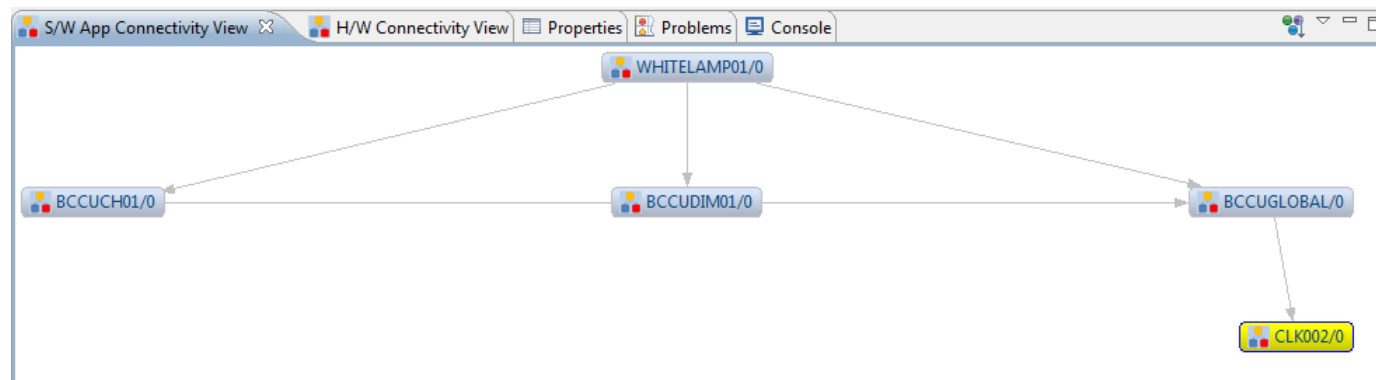 S/W App Connectivity View H/W Connectivity View Properties Problems Console
WHITELAMP01/0
BCCUCH01/0 BCCUDIM01/0 BCCUGLOBAL/0
CLK002/0